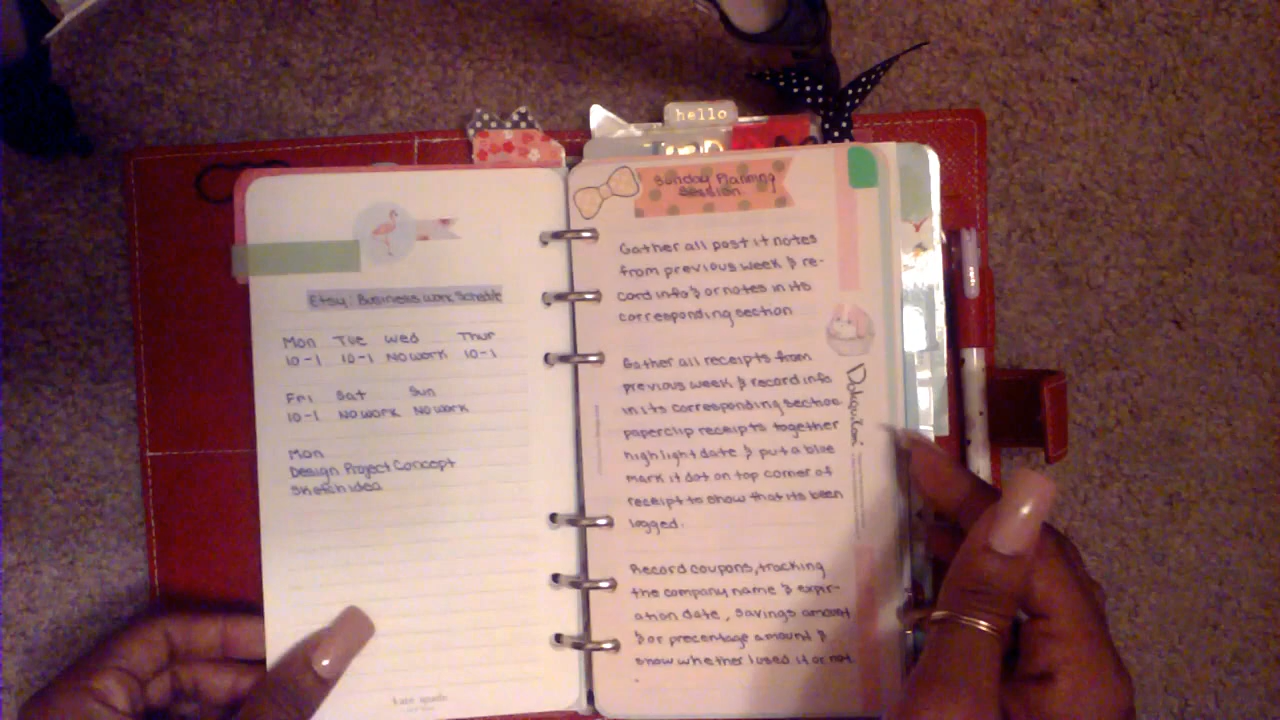 hello
Etsy Business Work Schedule
Mon Tue Wed Thur
10-1 10-1 NO WORK 10-1
Fri Sat Sun
10-1 NO WORK NO WORK
Mon
Design Project Concept
Sketch idea
kate spade
Sunday Planning
Session
Gather all post it notes
from previous week & re-
cord info's or notes in its
corresponding section
Gather all receipts from
previous week & record info
in its corresponding section
paperclip receipts together
highlight date & put a blue
mark it dot on top corner of
receipt to show that its been
logged.
Record coupons, tracking
the company name & expir-
ation date, savings amount
&or precentage amount &
show whether I used it or not
.